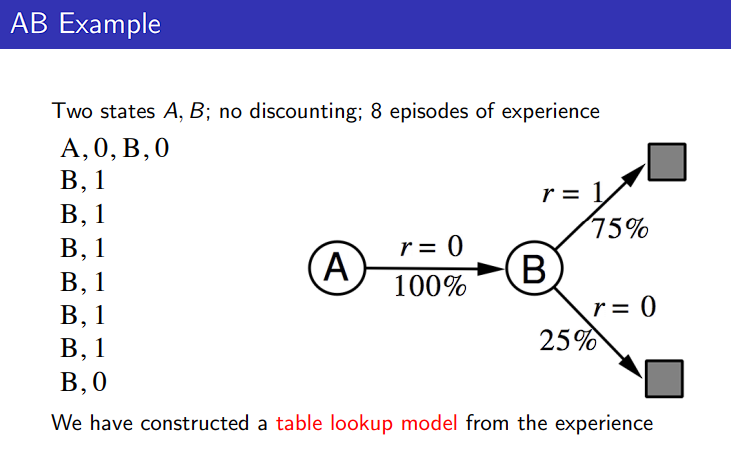 AB Example
Two states A, B; no discounting; 8 episodes of experience
A, 0, B, 0
B, 1
B, 1
B, 1
B, 1
B, 1
B, 1
B, 0
A
r = 0
100%
B
r = 1
75%
r = 0
25%
We have constructed a table lookup model from the experience